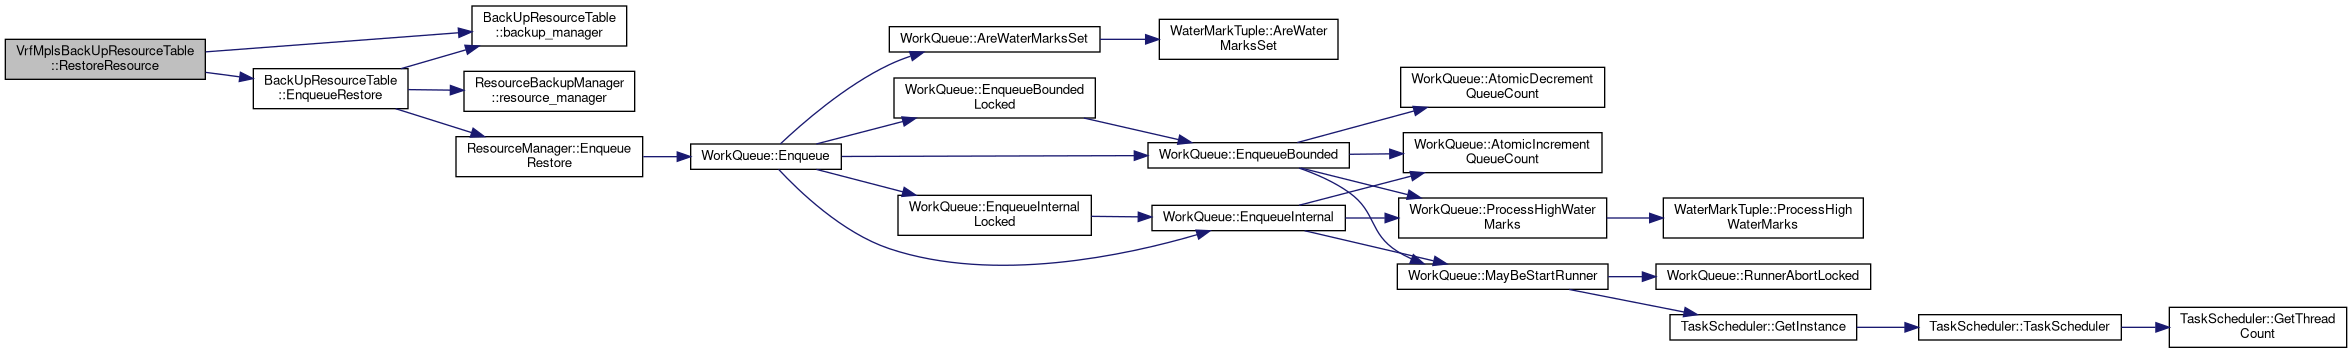 VrfMplsBackUpResourceTable
::RestoreResource
BackUpResourceTable
::backup_manager
BackUpResourceTable
::EnqueueRestore
ResourceBackupManager
::resource_manager
ResourceManager::Enqueue
Restore
WorkQueue::Enqueue
WorkQueue::AreWaterMarksSet
WaterMarkTuple::AreWater
MarksSet
WorkQueue::EnqueueBounded
Locked
WorkQueue::EnqueueBounded
WorkQueue::AtomicDecrement
QueueCount
WorkQueue::AtomicIncrement
QueueCount
WorkQueue::EnqueueInternal
Locked
WorkQueue::EnqueueInternal
WorkQueue::ProcessHighWater
Marks
WaterMarkTuple::ProcessHigh
WaterMarks
WorkQueue::MayBeStartRunner
WorkQueue::RunnerAbortLocked
TaskScheduler::GetInstance
TaskScheduler::TaskScheduler
TaskScheduler::GetThread
Count